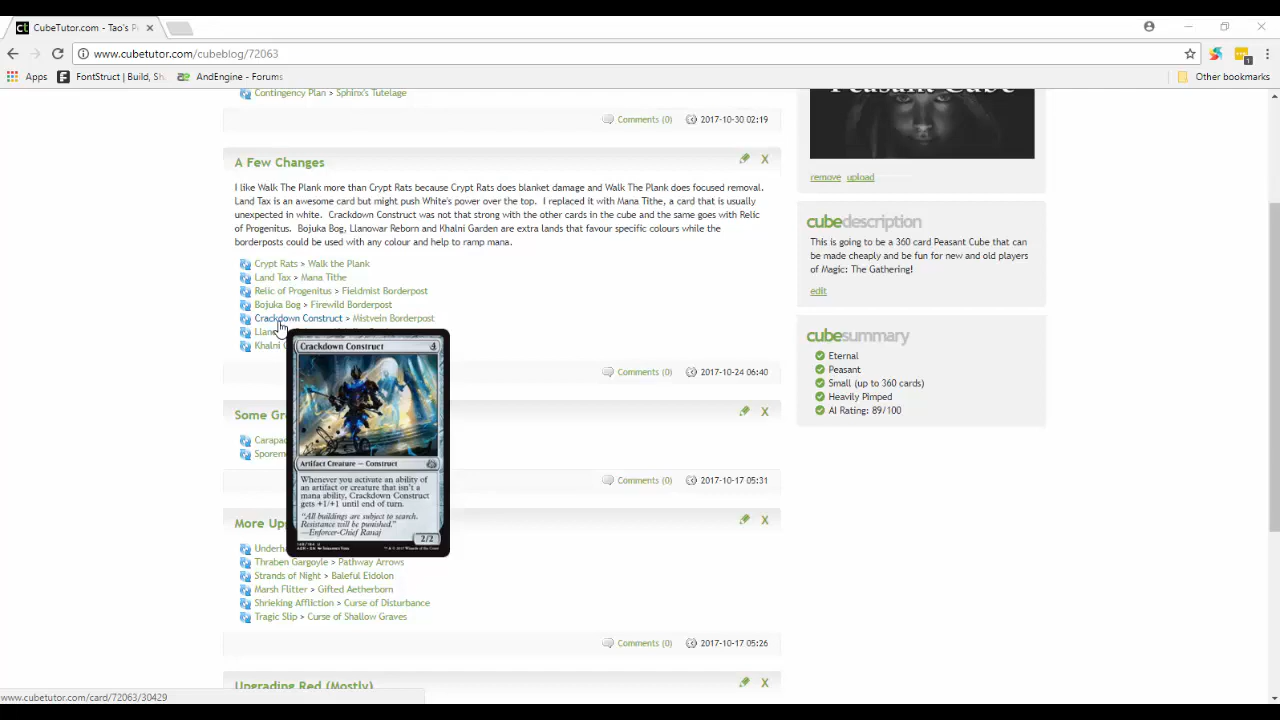 CubeTutor.com - Tao's P
www.cubetutor.com/cubeblog/72063
Apps
FontStruct | Build, Sh
AndEngine - Forums
Other bookmarks
Contingency Plan > Sphinx's Tutelage
Comments (0) 2017-10-30 02:19
A Few Changes
I like Walk The Plank more than Crypt Rats because Crypt Rats does blanket damage and Walk The Plank does focused removal.
Land Tax is an awesome card but might push White's power over the top. I replaced it with Mana Tithe, a card that is usually
unexpected in white. Crackdown Construct was not that strong with the other cards in the cube and the same goes with Relic
of Progenitus. Bojuka Bog, Llanowar Reborn and Khalni Garden are extra lands that favour specific colours while the
borderposts could be used with any colour and help to ramp mana.
Crypt Rats > Walk the Plank
Land Tax > Mana Tithe
Relic of Progenitus > Fieldmist Borderpost
Bojuka Bog > Firewild Borderpost
Crackdown Construct > Mistvein Borderpost
Llan
Khalni
Comments (0) 2017-10-24 06:40
Crackdown Construct 4
Artifact Creature — Construct
Whenever you activate an ability of
an artifact or creature that isn't a
mana ability, Crackdown Construct
gets +1/+1 until end of turn.
"All buildings are subject to search.
Resistance will be punished."
—Enforcer-Chief Ranaj
2/2
Some Gr
Carapac
Sporem
Comments (0) 2017-10-17 05:31
More Up
Underh
Thraben Gargoyle > Pathway Arrows
Strands of Night > Baleful Eidolon
Marsh Flitter > Gifted Aetherborn
Shrieking Affliction > Curse of Disturbance
Tragic Slip > Curse of Shallow Graves
Comments (0) 2017-10-17 05:26
Upgrading Red (Mostly)
Peasant Cube
remove upload
cubedescription
This is going to be a 360 card Peasant Cube that can
be made cheaply and be fun for new and old players
of Magic: The Gathering!
edit
cubesummary
Eternal
Peasant
Small (up to 360 cards)
Heavily Pimped
AI Rating: 89/100
www.cubetutor.com/card/72063/30429